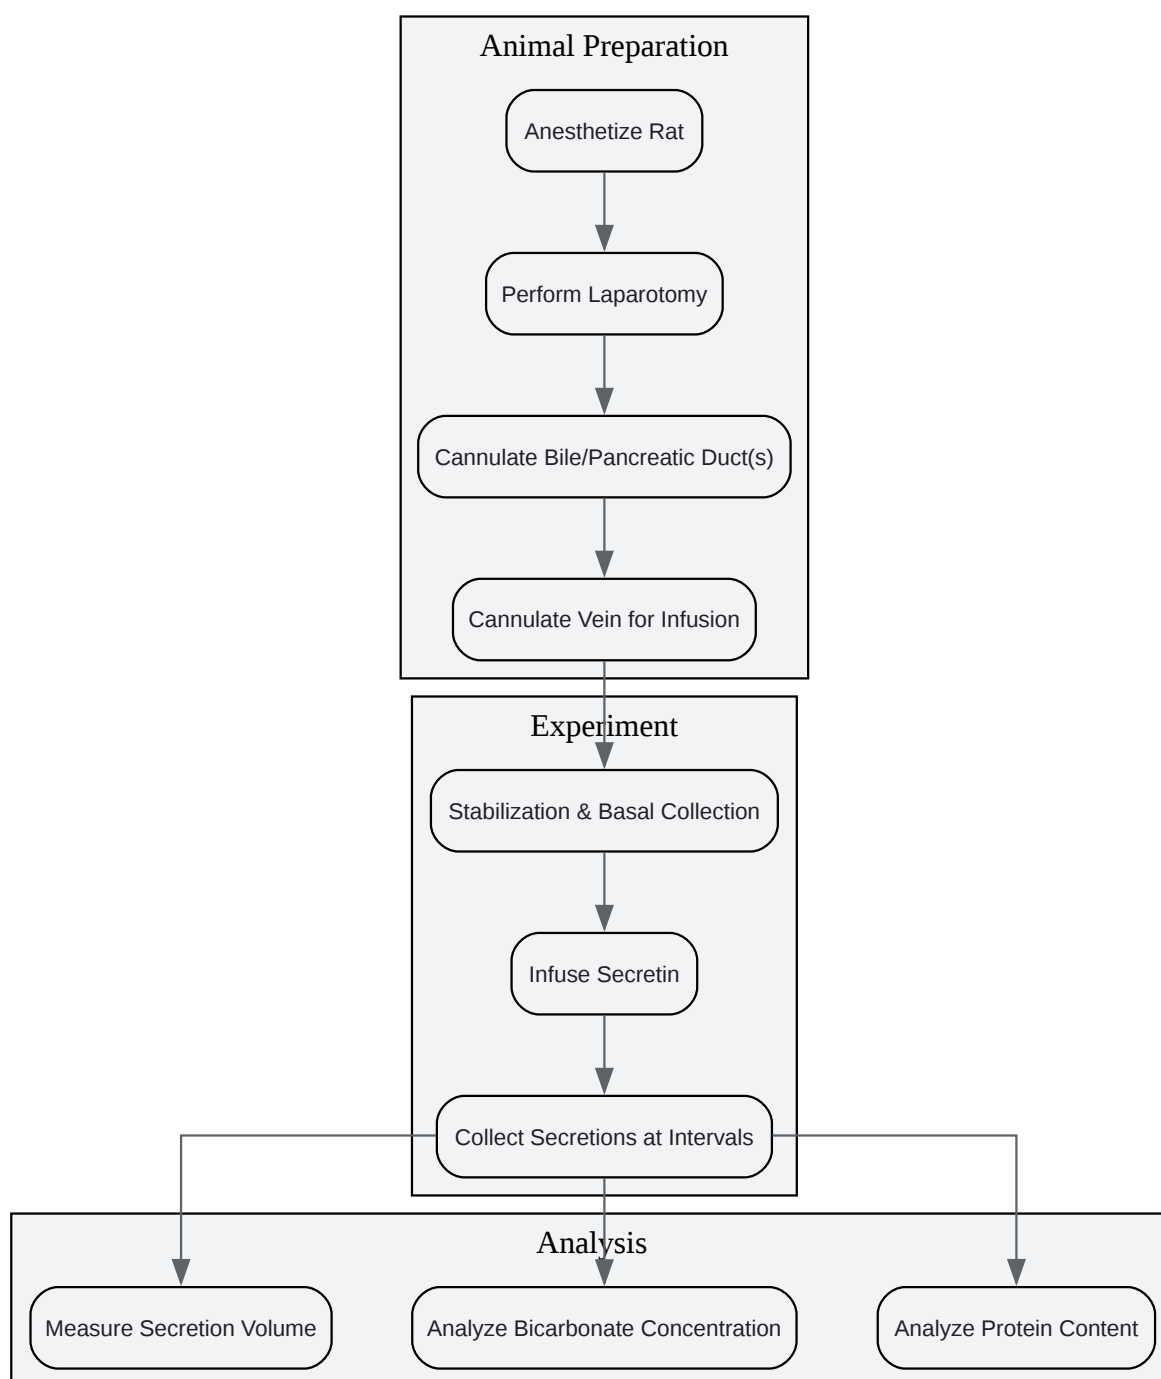 Animal Preparation
Anesthetize Rat
Perform Laparotomy
Cannulate Bile/Pancreatic Duct(s)
Cannulate Vein for Infusion
Experiment
Stabilization & Basal Collection
Infuse Secretin
Collect Secretions at Intervals
Analysis
Measure Secretion Volume
Analyze Bicarbonate Concentration
Analyze Protein Content